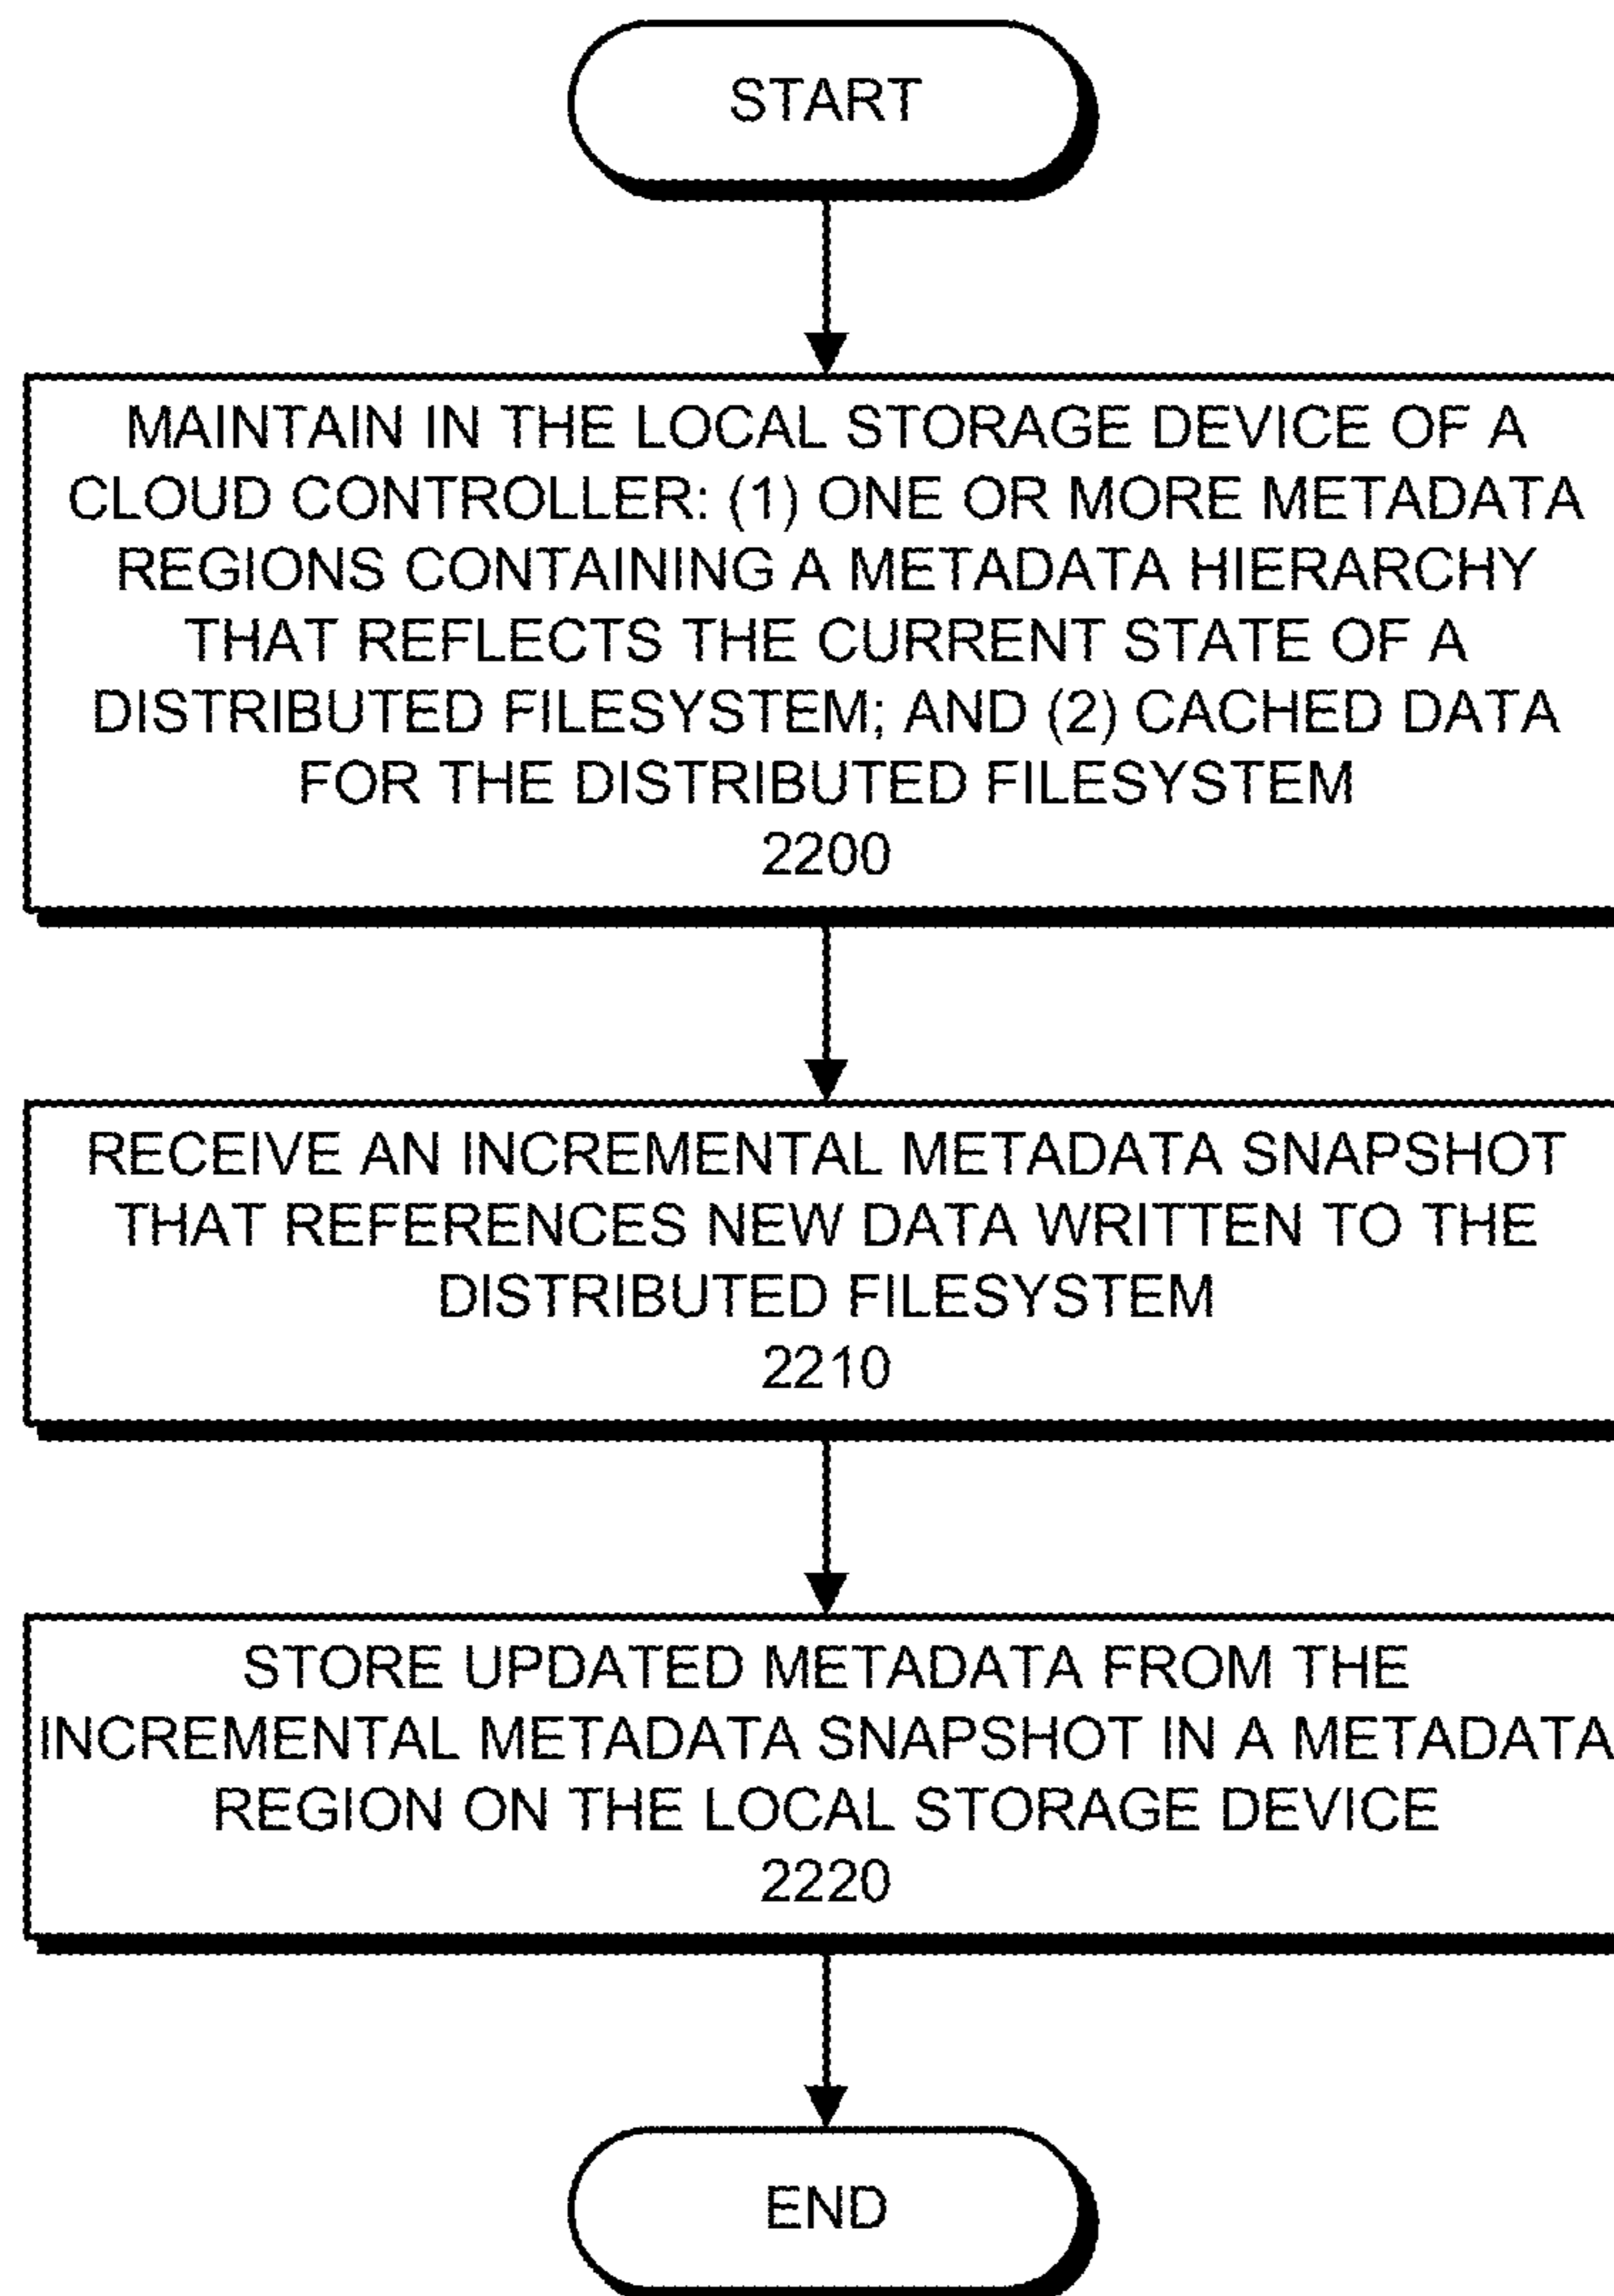 START
MAINTAIN IN THE LOCAL STORAGE DEVICE OF A
CLOUD CONTROLLER: (1) ONE OR MORE METADATA
REGIONS CONTAINING A METADATA HIERARCHY
THAT REFLECTS THE CURRENT STATE OF A
DISTRIBUTED FILESYSTEM; AND (2) CACHED DATA
FOR THE DISTRIBUTED FILESYSTEM
2200
RECEIVE AN INCREMENTAL METADATA SNAPSHOT
THAT REFERENCES NEW DATA WRITTEN TO THE
DISTRIBUTED FILESYSTEM
2210
STORE UPDATED METADATA FROM THE
INCREMENTAL METADATA SNAPSHOT IN A METADATA
REGION ON THE LOCAL STORAGE DEVICE
2220
END